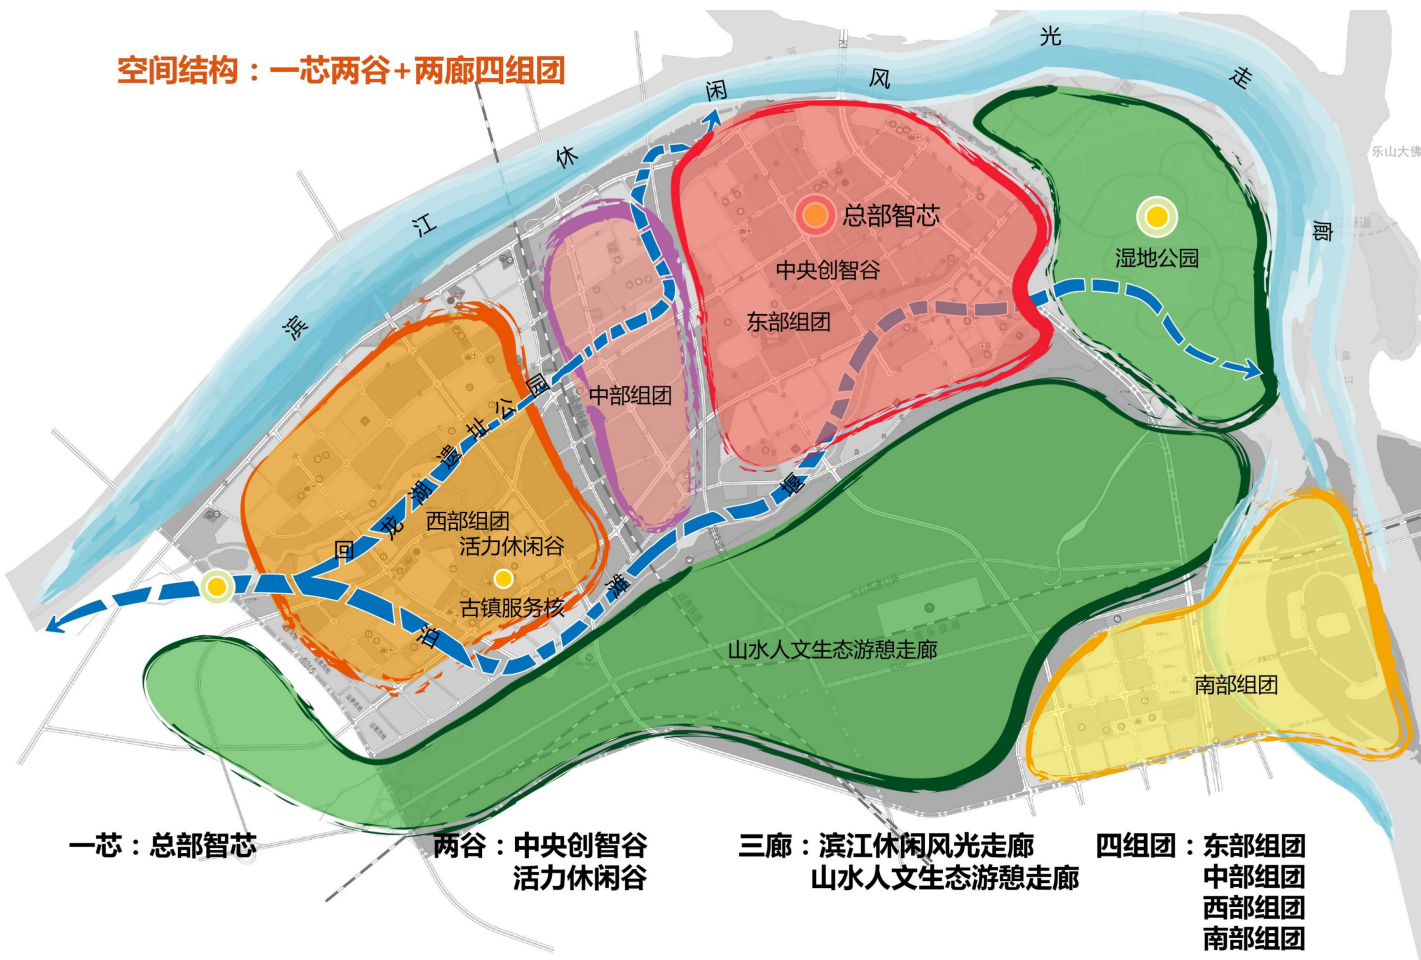 空间结构：一芯两谷+两廊四组团
滨江休闲风光走廊
乐山大佛
总部智芯
中央创智谷
东部组团
湿地公园
中部组团
回龙湖遗址公园
西部组团
活力休闲谷
古镇服务核
泊滩堰
山水人文生态游憩走廊
南部组团
一芯：总部智芯
两谷：中央创智谷
活力休闲谷
三廊：滨江休闲风光走廊
山水人文生态游憩走廊
四组团：东部组团
中部组团
西部组团
南部组团